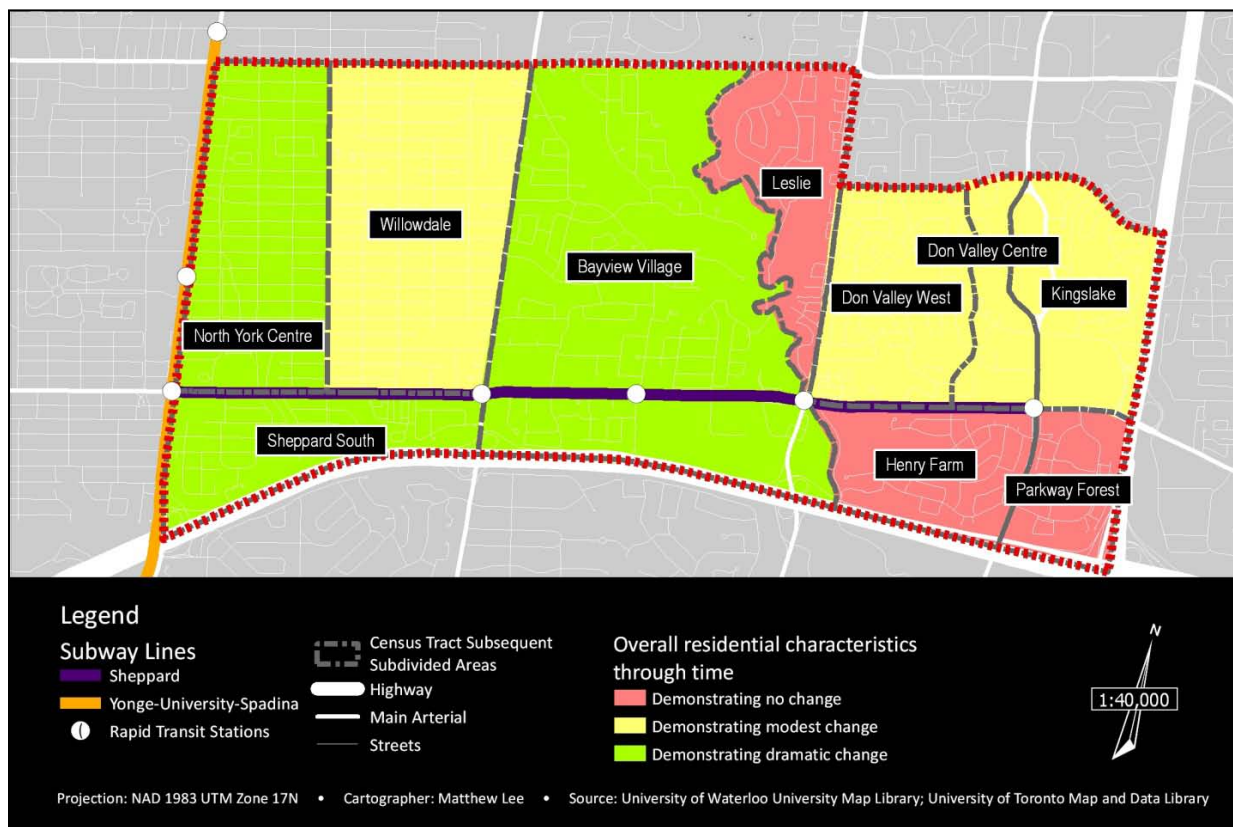 Leslie
Willowdale
Don Valley Centre
Bayview Village
Don Valley West
Kingslake
North York Centre
Sheppard South
Henry Farm
Parkway Forest
Legend
Subway Lines
Sheppard
Yonge-University-Spadina
Rapid Transit Stations
Census Tract Subsequent
Subdivided Areas
Highway
Main Arterial
Streets
Overall residential characteristics
through time
Demonstrating no change
Demonstrating modest change
Demonstrating dramatic change
N
1:40,000
Projection: NAD 1983 UTM Zone 17N • Cartographer: Matthew Lee • Source: University of Waterloo University Map Library; University of Toronto Map and Data Library